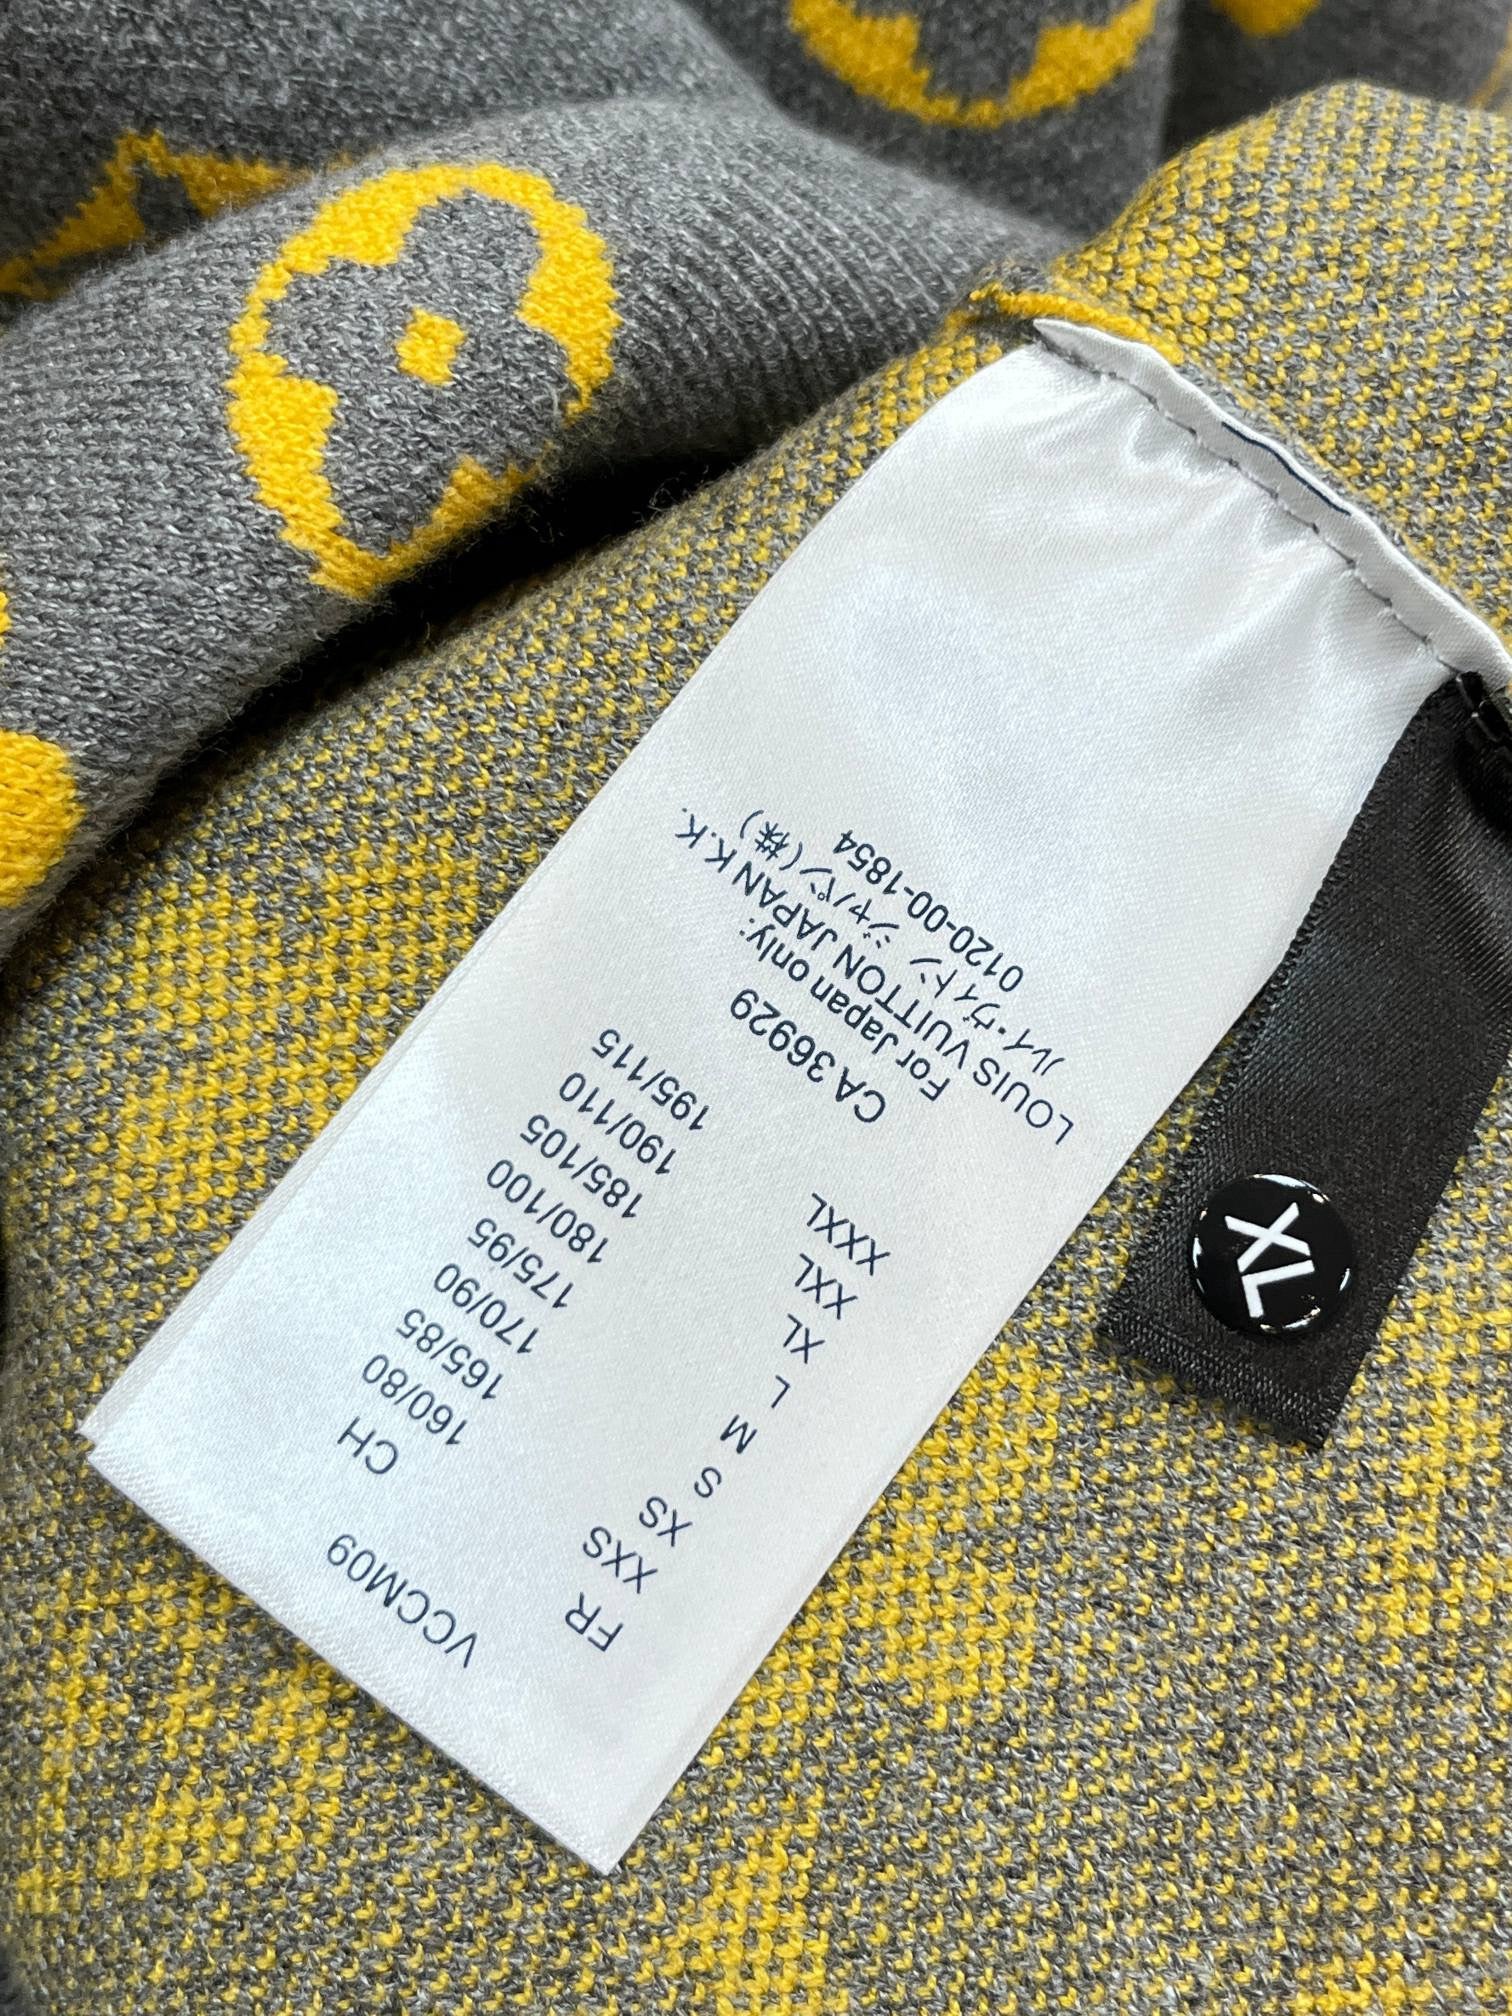 VCCM09
FR CH
XXS 160/80
XS 165/85
S 170/90
M 175/95
L 180/100
XL 185/105
XXL 190/110
XXXL 195/115
CA 36929
For Japan only:
LOUIS VUITTON JAPAN K.K.
ルイ・ヴィトン ジャパン(株)
0120-00-1854
XL